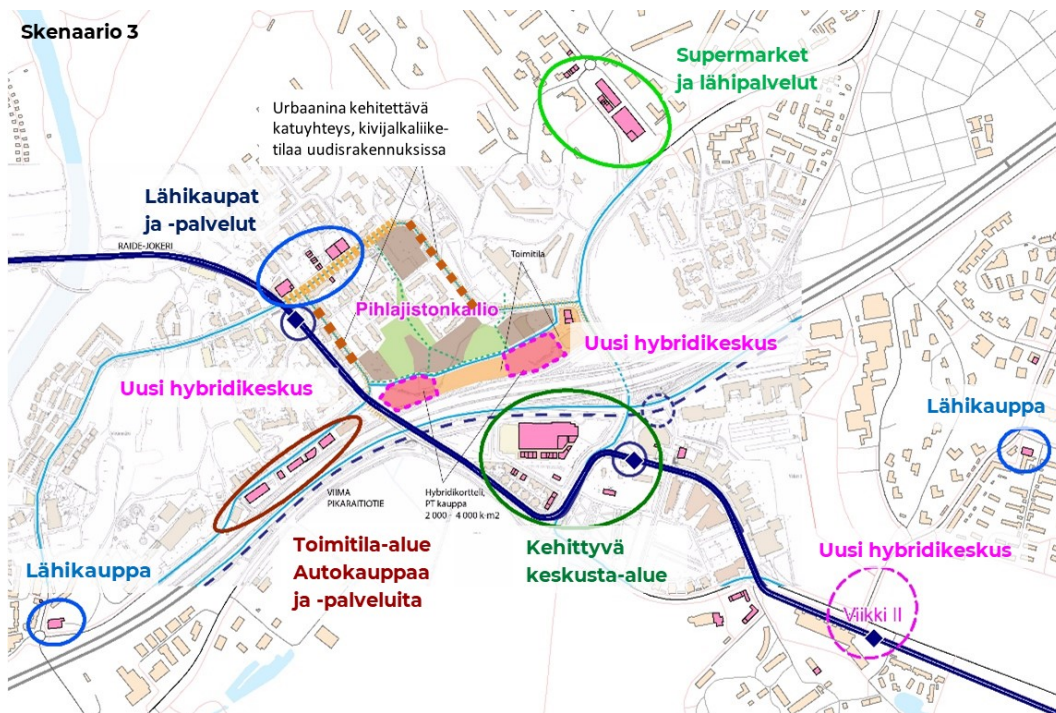 Skenaario 3
Supermarket
ja lähipalvelut
Urbaanina kehitettävä
katuyhteys, kivijalkaliike-
tilaa uudisrakennuksissa
Lähikaupat
ja -palvelut
RAIDE-JOKERI
Toimitila
Pihlajistonkallio
Uusi hybridikeskus
Uusi hybridikeskus
Lähikauppa
VIIMA
PIKARAITIOTIE
Hybridikortteli,
PT kauppa
2 000 - 4 000 k-m2
Toimitila-alue
Autokauppaa
ja -palveluita
Kehittyvä
keskusta-alue
Uusi hybridikeskus
Lähikauppa
Viikki II